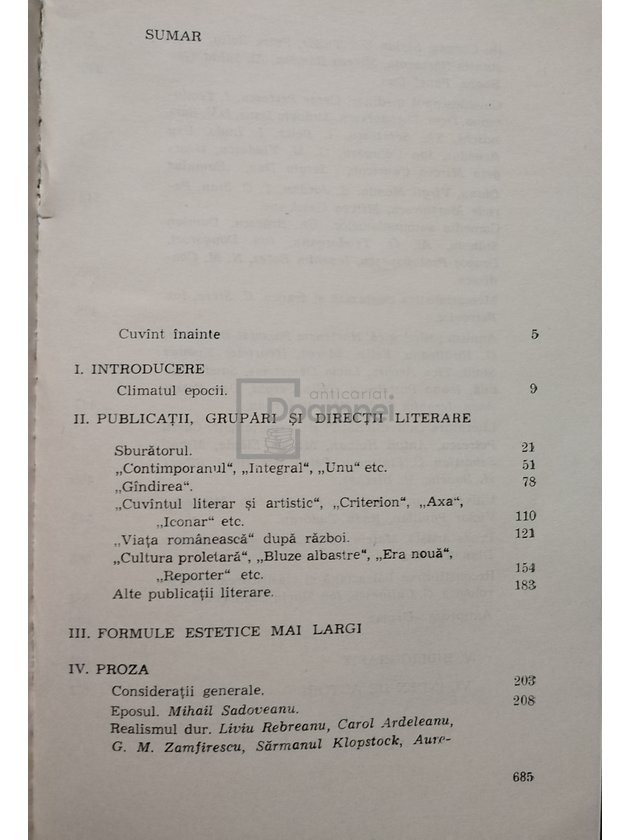 SUMAR
Cuvînt înainte 5
I. INTRODUCERE
Climatul epocii. 9
II. PUBLICAȚII, GRUPĂRI ȘI DIRECȚII LITERARE
Sburătorul. 21
„Contimporanul“, „Integral“, „Unu“ etc. 51
„Gîndirea“. 78
„Cuvîntul literar și artistic“, „Criterion“, „Axa“,
„Iconar“ etc. 110
„Viața românească“ după război. 121
„Cultura proletară“, „Bluze albastre“, „Era nouă“,
„Reporter“ etc. 154
Alte publicații literare. 183
III. FORMULE ESTETICE MAI LARGI
IV. PROZA
Considerații generale. 203
Eposul. Mihail Sadoveanu. 208
Realismul dur. Liviu Rebreanu, Carol Ardeleanu,
G. M. Zamfirescu, Sărmanul Klopstock, Aure-
685
anticariat
Doamnei